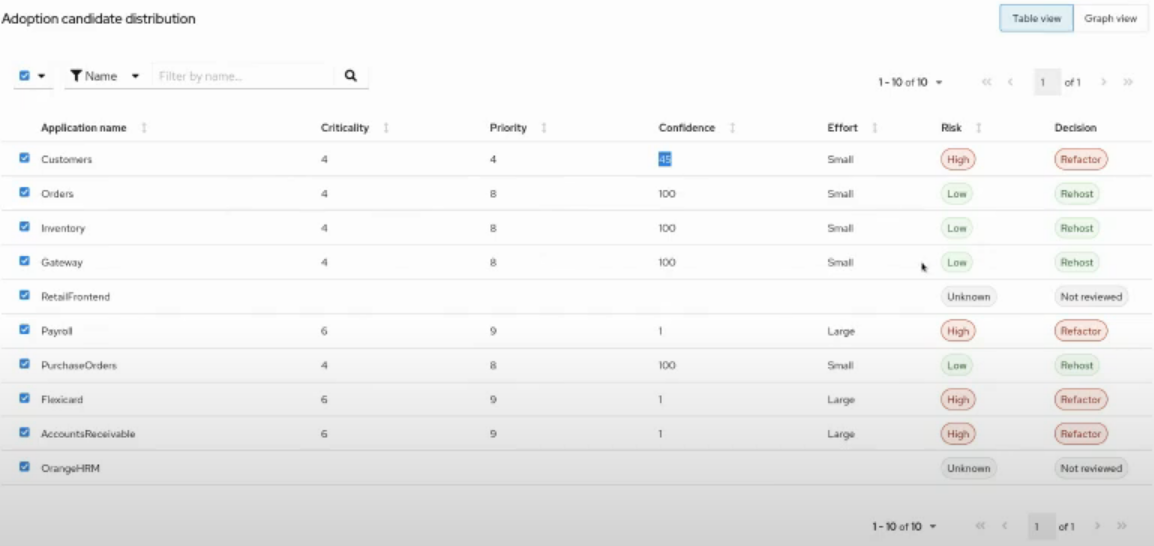 Adoption candidate distribution Table view Graph view
Name Filter by name... 1 - 10 of 10 1 of 1
Application name Criticality Priority Confidence Effort Risk Decision
Customers 4 4 45 Small High Refactor
Orders 4 8 100 Small Low Rehost
Inventory 4 8 100 Small Low Rehost
Gateway 4 8 100 Small Low Rehost
RetailFrontend Unknown Not reviewed
Payroll 6 9 1 Large High Refactor
PurchaseOrders 4 8 100 Small Low Rehost
Flexicard 6 9 1 Large High Refactor
AccountsReceivable 6 9 1 Large High Refactor
OrangeHRM Unknown Not reviewed
1 - 10 of 10 1 of 1